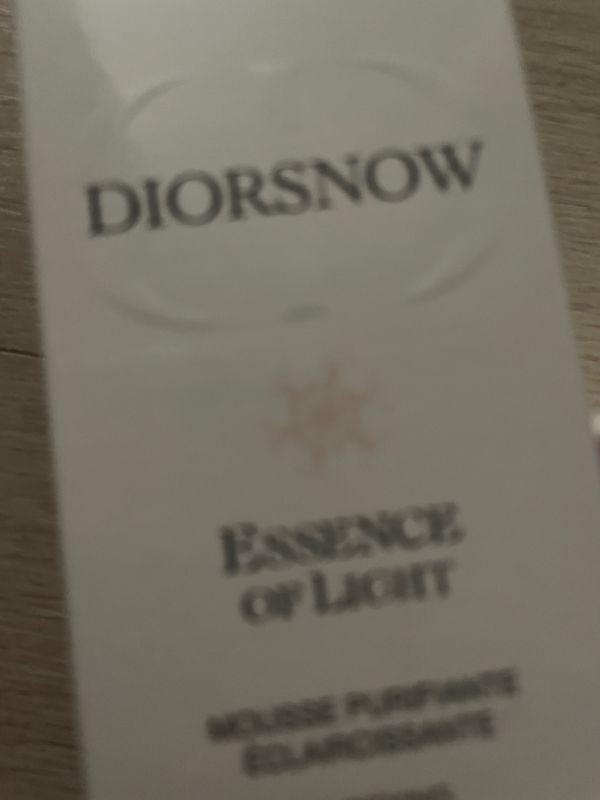 DIORSNOW
ESSENCE
OF LIGHT
MOUSSE PURIFIANTE
ÉCLAIRCISSANTE